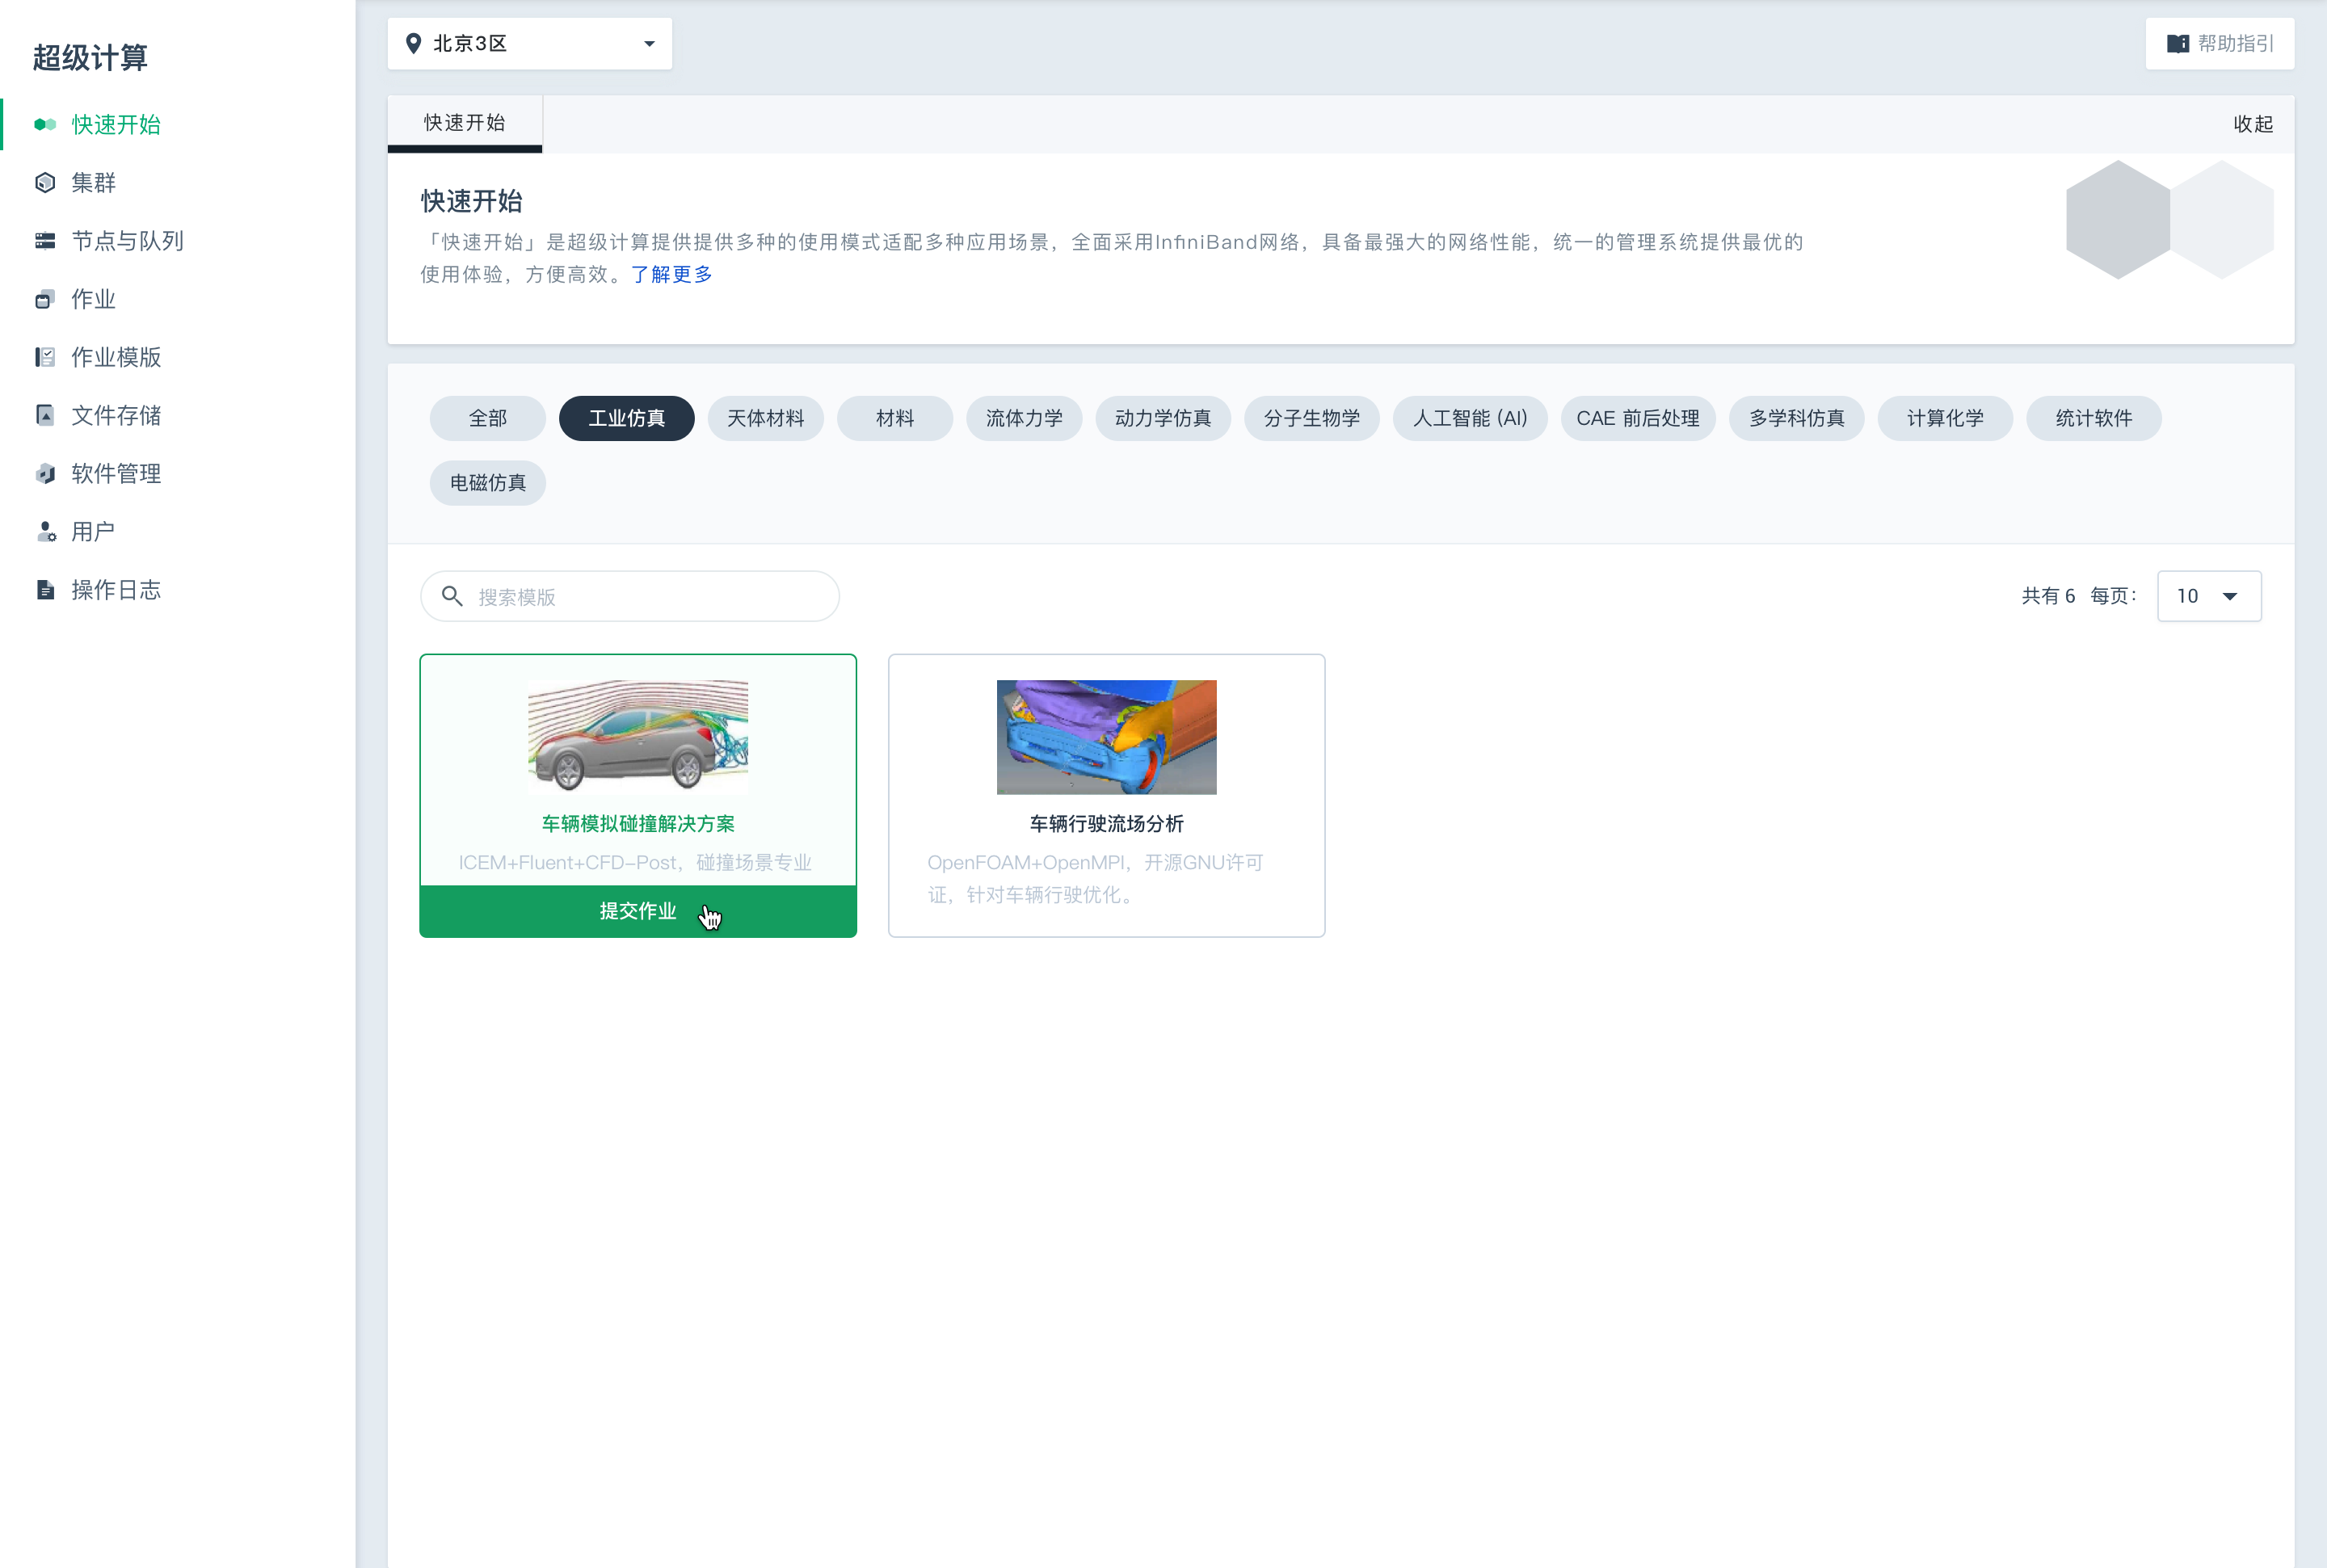 超级计算
快速开始
集群
节点与队列
作业
作业模版
文件存储
软件管理
用户
操作日志
北京3区
帮助指引
快速开始
收起
快速开始
「快速开始」是超级计算提供提供多种的使用模式适配多种应用场景，全面采用InfiniBand网络，具备最强大的网络性能，统一的管理系统提供最优的
使用体验，方便高效。了解更多
全部 工业仿真 天体材料 材料 流体力学 动力学仿真 分子生物学 人工智能 (AI) CAE 前后处理 多学科仿真 计算化学 统计软件
电磁仿真
搜索模版
共有 6 每页： 10
车辆模拟碰撞解决方案
ICEM+Fluent+CFD-Post，碰撞场景专业
提交作业
车辆行驶流场分析
OpenFOAM+OpenMPI，开源GNU许可
证，针对车辆行驶优化。